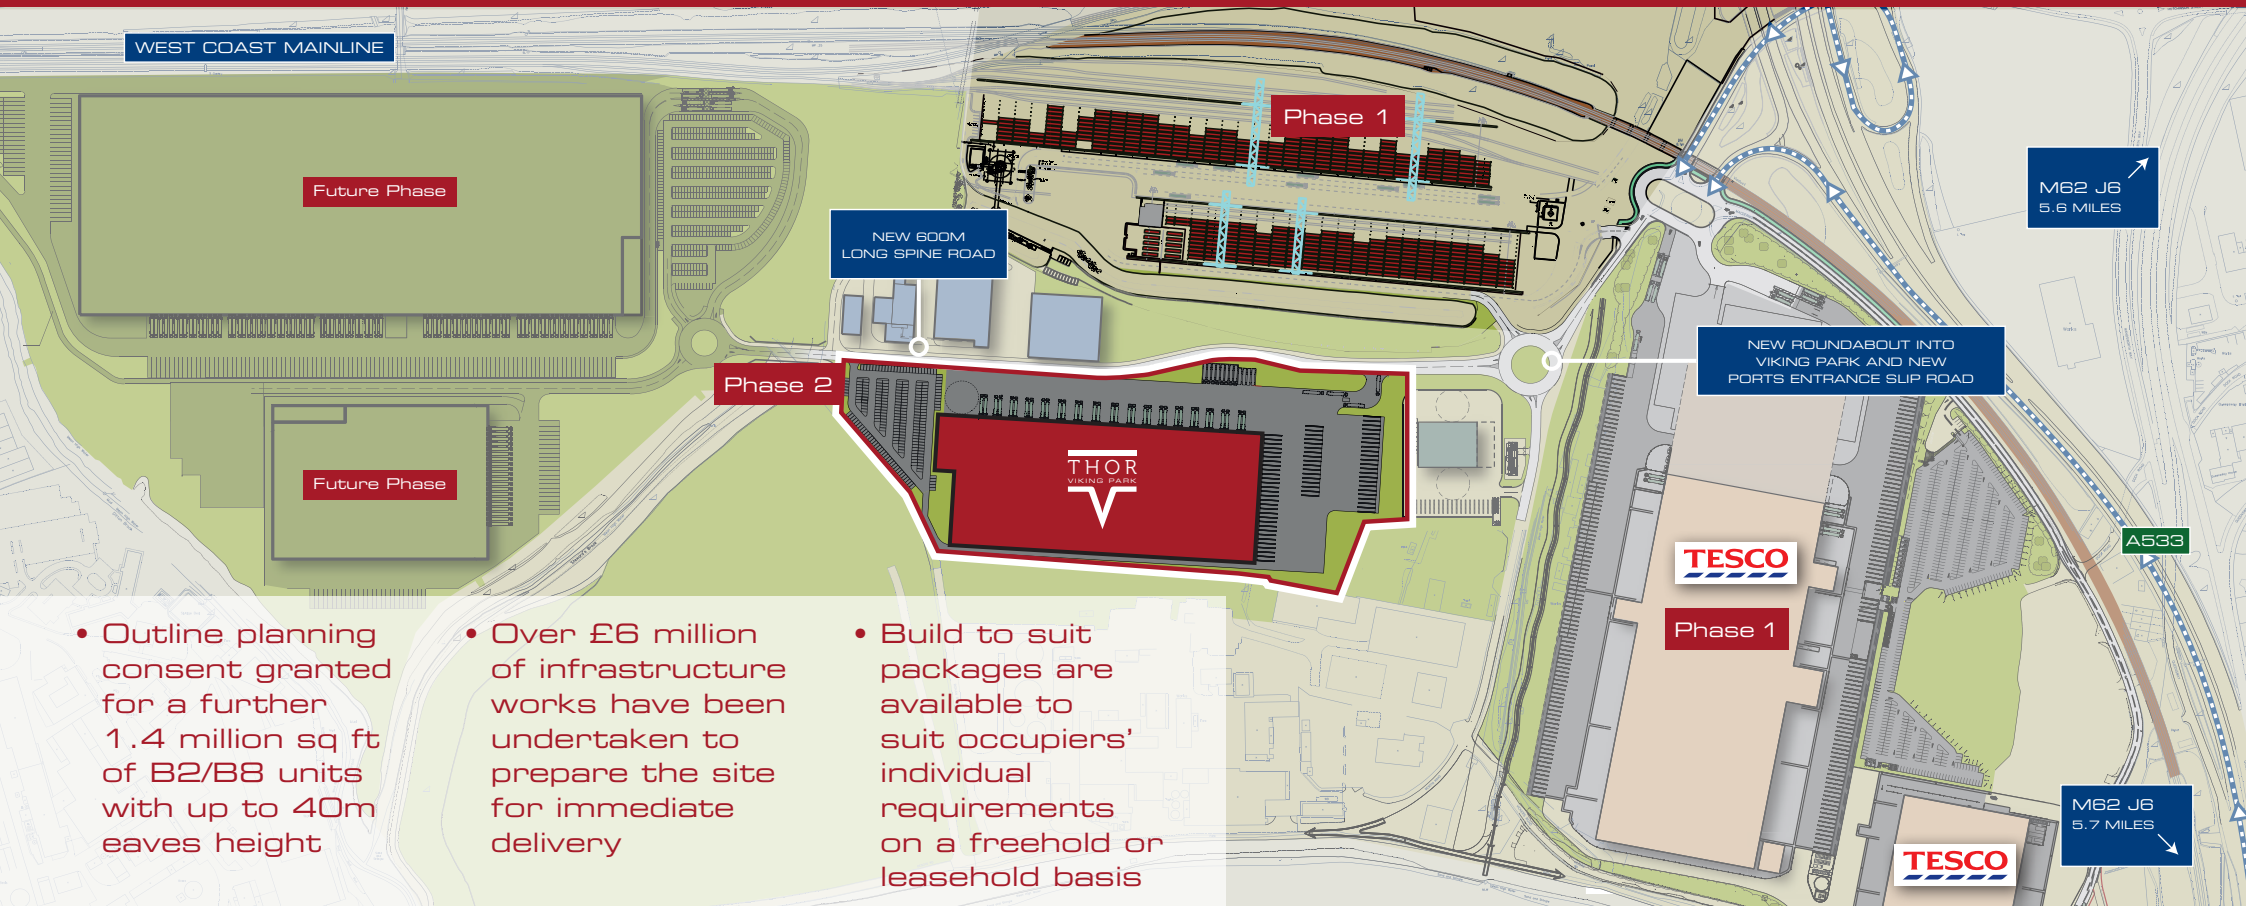 WEST COAST MAINLINE
Phase 1
Future Phase
M62 J6
5.6 MILES
NEW 600M
LONG SPINE ROAD
NEW ROUNDABOUT INTO
VIKING PARK AND NEW
PORTS ENTRANCE SLIP ROAD
Phase 2
THOR
VIKING PARK
Future Phase
A533
TESCO
Phase 1
• Outline planning
consent granted
for a further
1.4 million sq ft
of B2/B8 units
with up to 40m
eaves height
• Over £6 million
of infrastructure
works have been
undertaken to
prepare the site
for immediate
delivery
• Build to suit
packages are
available to
suit occupiers’
individual
requirements
on a freehold or
leasehold basis
M62 J6
5.7 MILES
TESCO